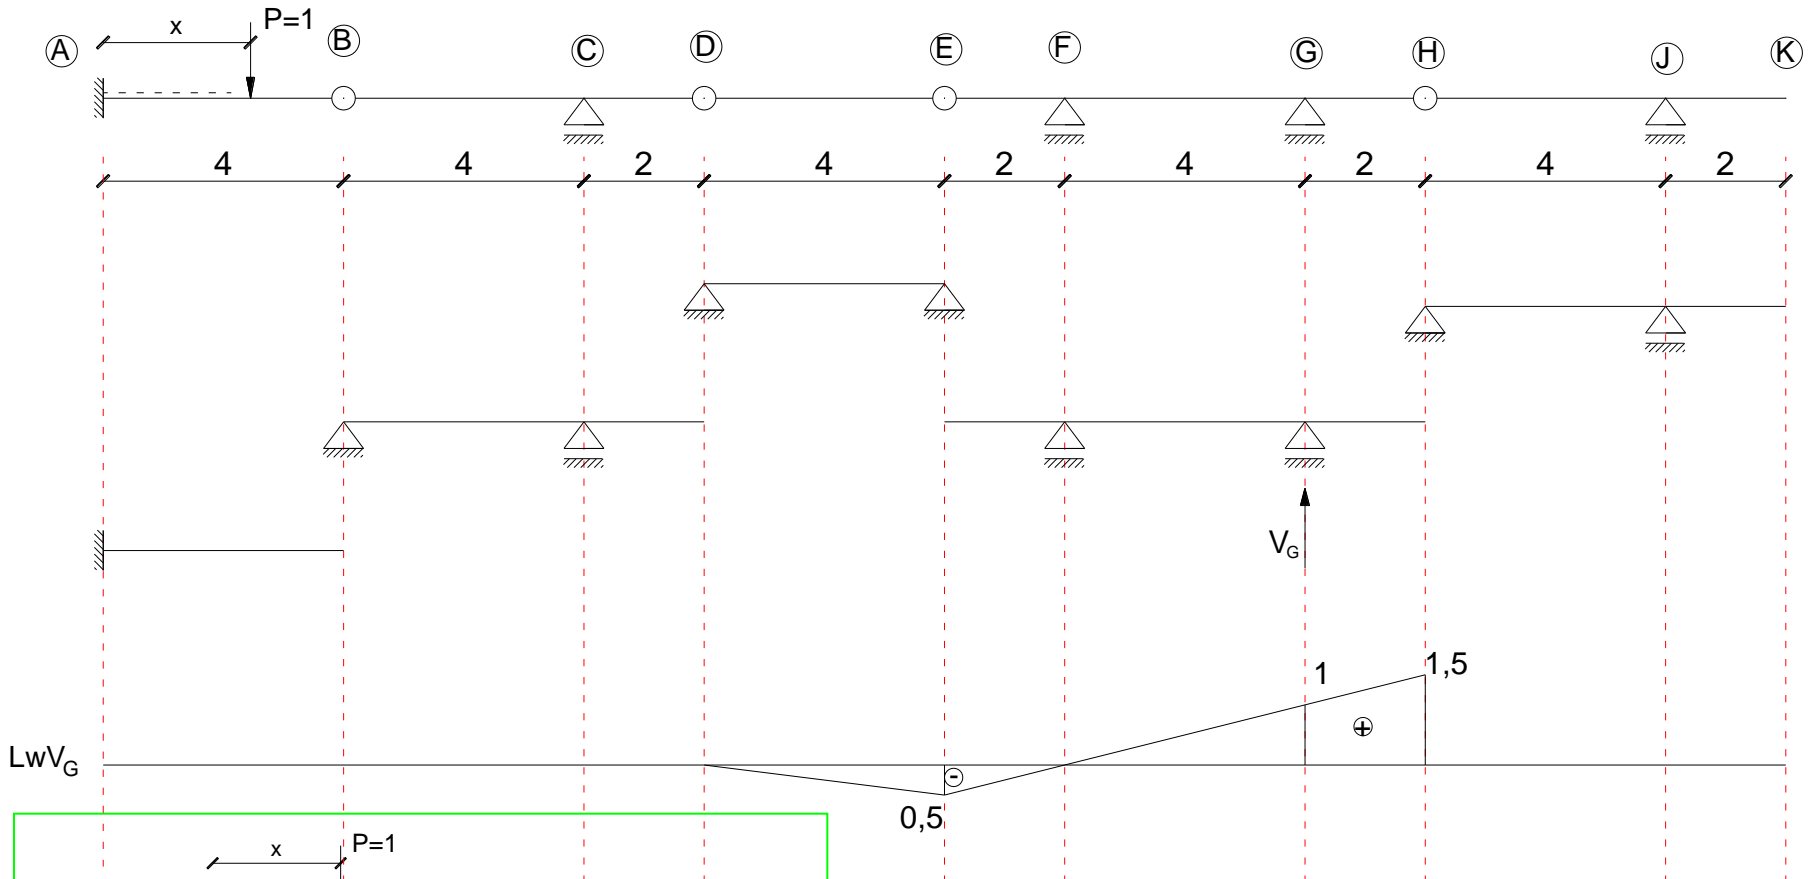 x P=1
A B C D E F G H J K
4 4 2 4 2 4 2 4 2
V_G
1 1,5
+
LwV_G
-
0,5
x P=1